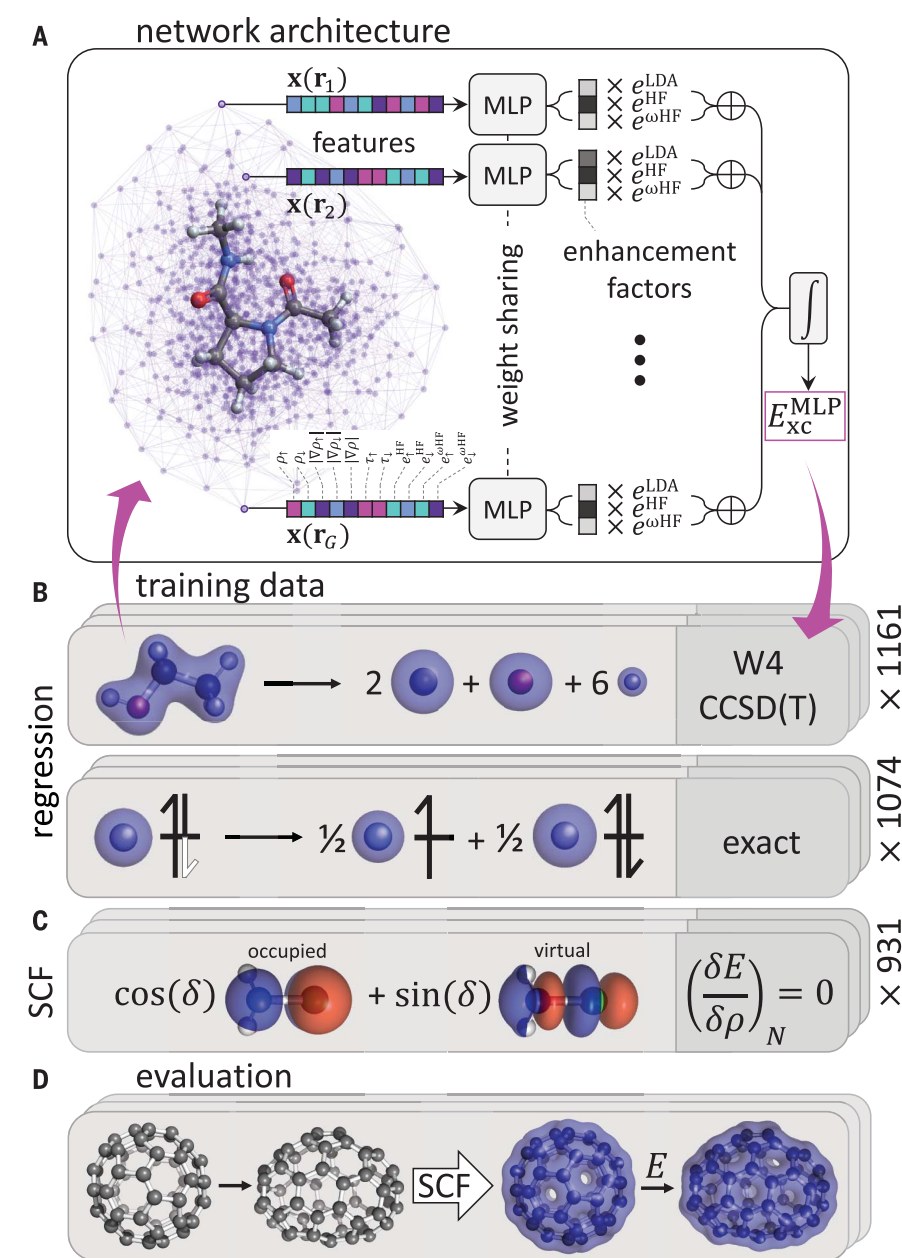 A
network architecture
x(r₁)
MLP
× e^LDA
× e^HF
× e^ωHF
features
x(r₂)
MLP
× e^LDA
× e^HF
× e^ωHF
weight sharing
enhancement
factors
∫
E_xc^MLP
ρ↑
ρ↓
|∇ρ↑|
|∇ρ↓|
|∇ρ|
τ↑
τ↓
e↑^HF
e↓^HF
e↑^ωHF
e↓^ωHF
x(r_G)
MLP
× e^LDA
× e^HF
× e^ωHF
B
training data
regression
2 + + 6
W4
CCSD(T)
× 1161
½ + ½
exact
× 1074
C
SCF
occupied
virtual
cos(δ) + sin(δ)
(δE/δρ)_N = 0
× 931
D
evaluation
SCF
E